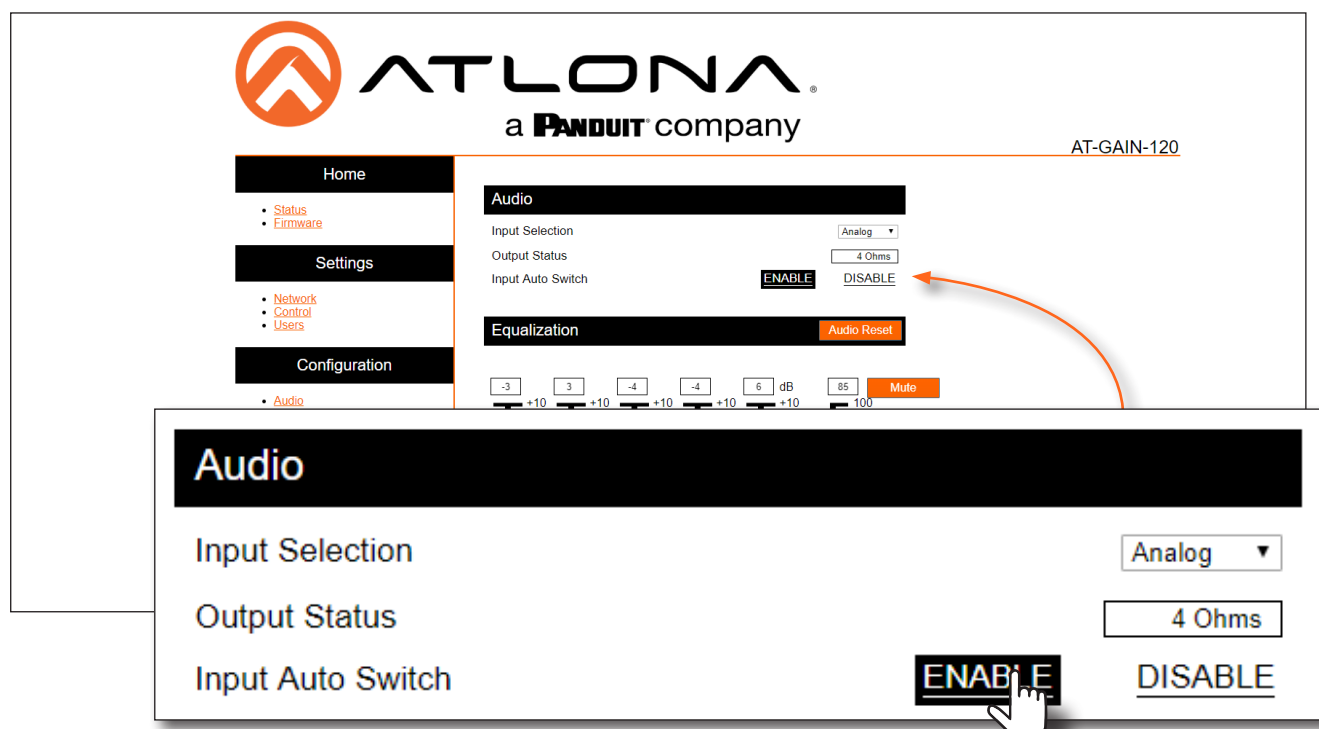 ATLONA®
a PANDUIT™ company
AT-GAIN-120
Home
Status
Firmware
Settings
Network
Control
Users
Configuration
Audio
Audio
Input Selection Analog
Output Status 4 Ohms
Input Auto Switch ENABLE DISABLE
Equalization Audio Reset
-3 3 -4 -4 6 dB 85 Mute
+10 +10 +10 +10 +10 100
Audio
Input Selection Analog
Output Status 4 Ohms
Input Auto Switch ENABLE DISABLE